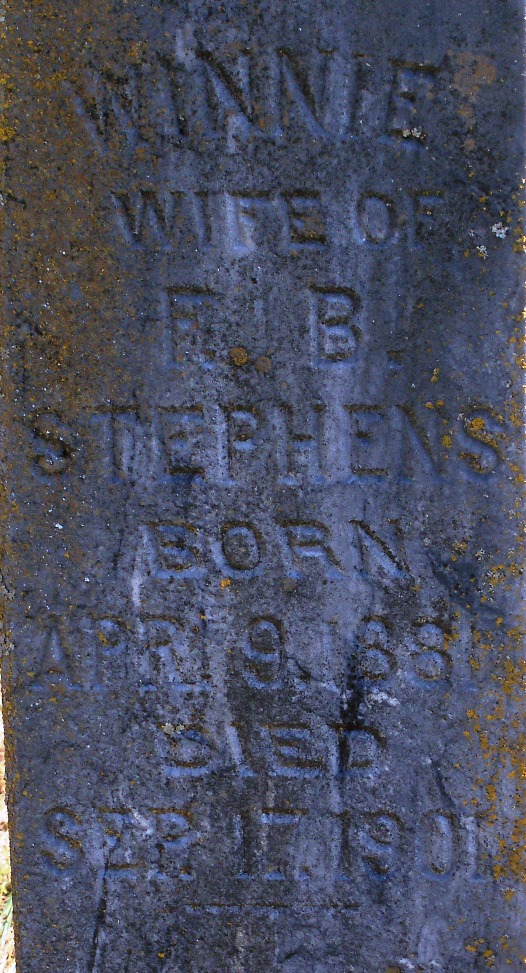 WINNIE
WIFE OF
E. B.
STEPHENS
BORN
APR. 9. 1881
DIED
SEP. 17. 1901